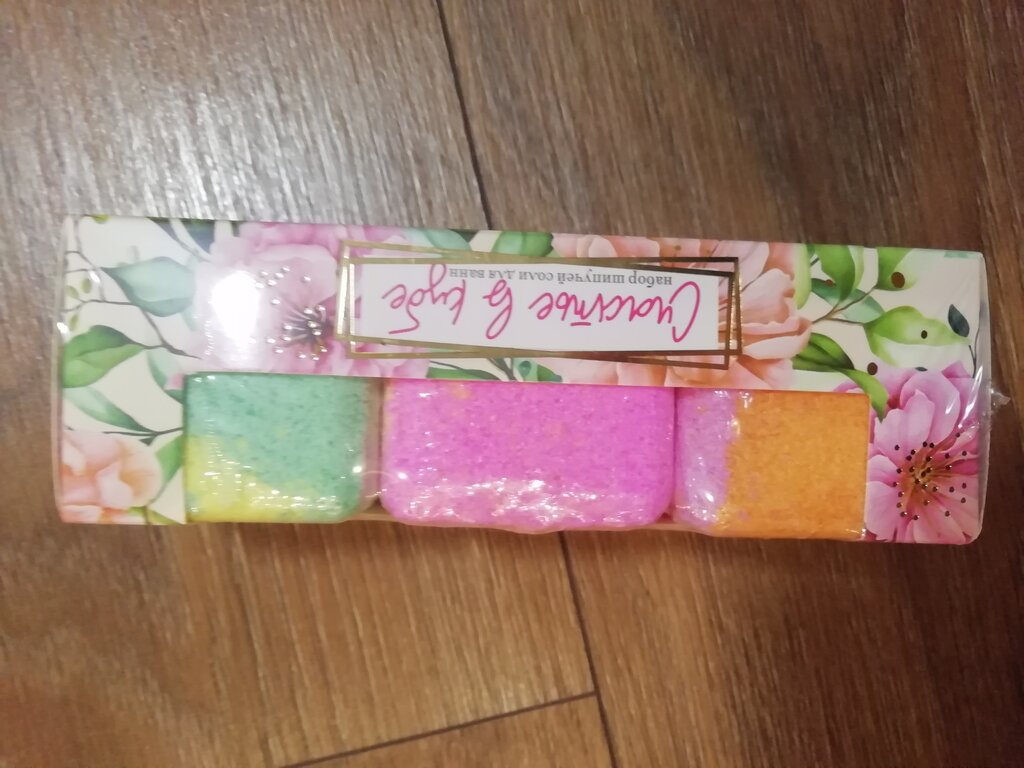 Счастье в кубе
набор шипучей соли для ванн